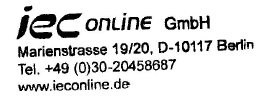 iec online GmbH
Marienstrasse 19/20, D-10117 Berlin
Tel. +49 (0)30-20458687
www.ieconline.de